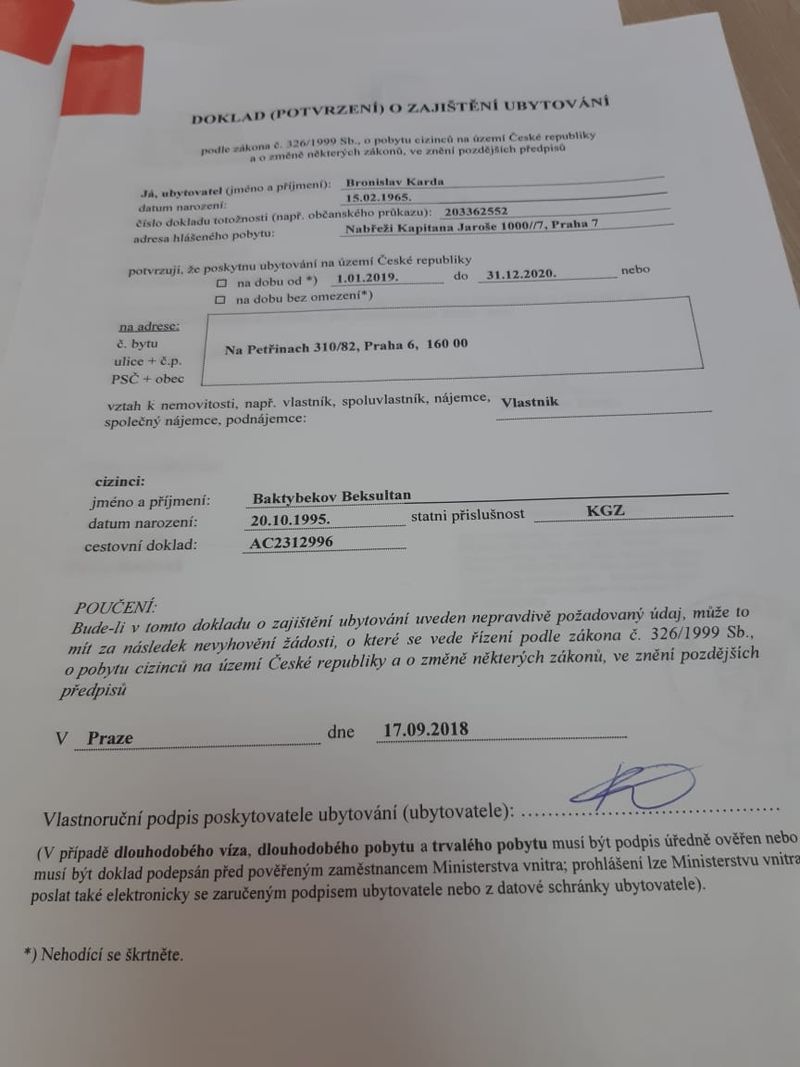 DOKLAD (POTVRZENÍ) O ZAJIŠTĚNÍ UBYTOVÁNÍ
podle zákona č. 326/1999 Sb., o pobytu cizinců na území České republiky
a o změně některých zákonů, ve znění pozdějších předpisů
Já, ubytovatel (jméno a příjmení): Bronislav Karda
datum narození: 15.02.1965.
číslo dokladu totožnosti (např. občanského průkazu): 203362552
adresa hlášeného pobytu: Nabřeži Kapitana Jaroše 1000//7, Praha 7
potvrzuji, že poskytnu ubytování na území České republiky
☐ na dobu od *) 1.01.2019. do 31.12.2020. nebo
☐ na dobu bez omezení*)
na adrese:
č. bytu
ulice + č.p. Na Petřinach 310/82, Praha 6, 160 00
PSČ + obec
vztah k nemovitosti, např. vlastník, spoluvlastník, nájemce, Vlastnik
společný nájemce, podnájemce:
cizinci:
jméno a příjmení: Baktybekov Beksultan
datum narození: 20.10.1995. statni přislušnost KGZ
cestovní doklad: AC2312996
POUČENÍ:
Bude-li v tomto dokladu o zajištění ubytování uveden nepravdivě požadovaný údaj, může to
mít za následek nevyhovění žádosti, o které se vede řízení podle zákona č. 326/1999 Sb.,
o pobytu cizinců na území České republiky a o změně některých zákonů, ve znění pozdějších
předpisů
V Praze dne 17.09.2018
Vlastnoruční podpis poskytovatele ubytování (ubytovatele):
(V případě dlouhodobého víza, dlouhodobého pobytu a trvalého pobytu musí být podpis úředně ověřen nebo
musí být doklad podepsán před pověřeným zaměstnancem Ministerstva vnitra; prohlášení lze Ministerstvu vnitra
poslat také elektronicky se zaručeným podpisem ubytovatele nebo z datové schránky ubytovatele).
*) Nehodící se škrtněte.